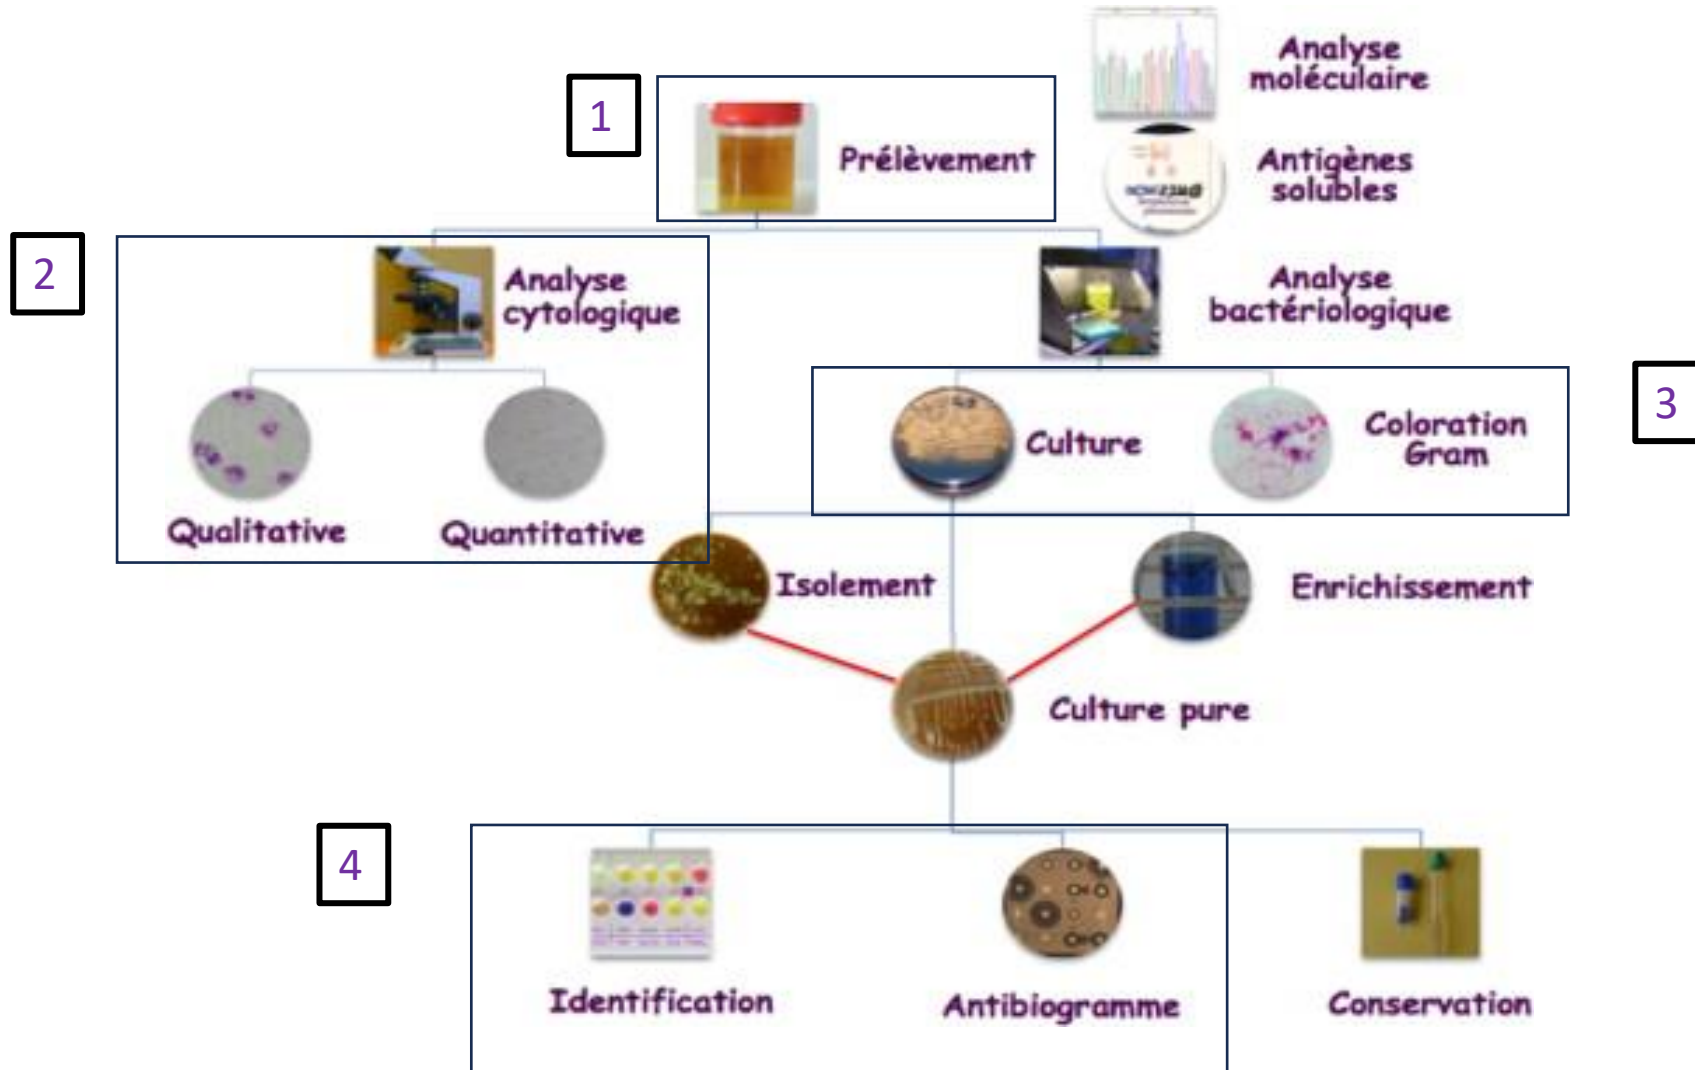 Analyse
moléculaire
1
Prélèvement
Antigènes
solubles
2
Analyse
cytologique
Analyse
bactériologique
3
Culture
Coloration
Gram
Qualitative
Quantitative
Isolement
Enrichissement
Culture pure
4
Identification
Antibiogramme
Conservation